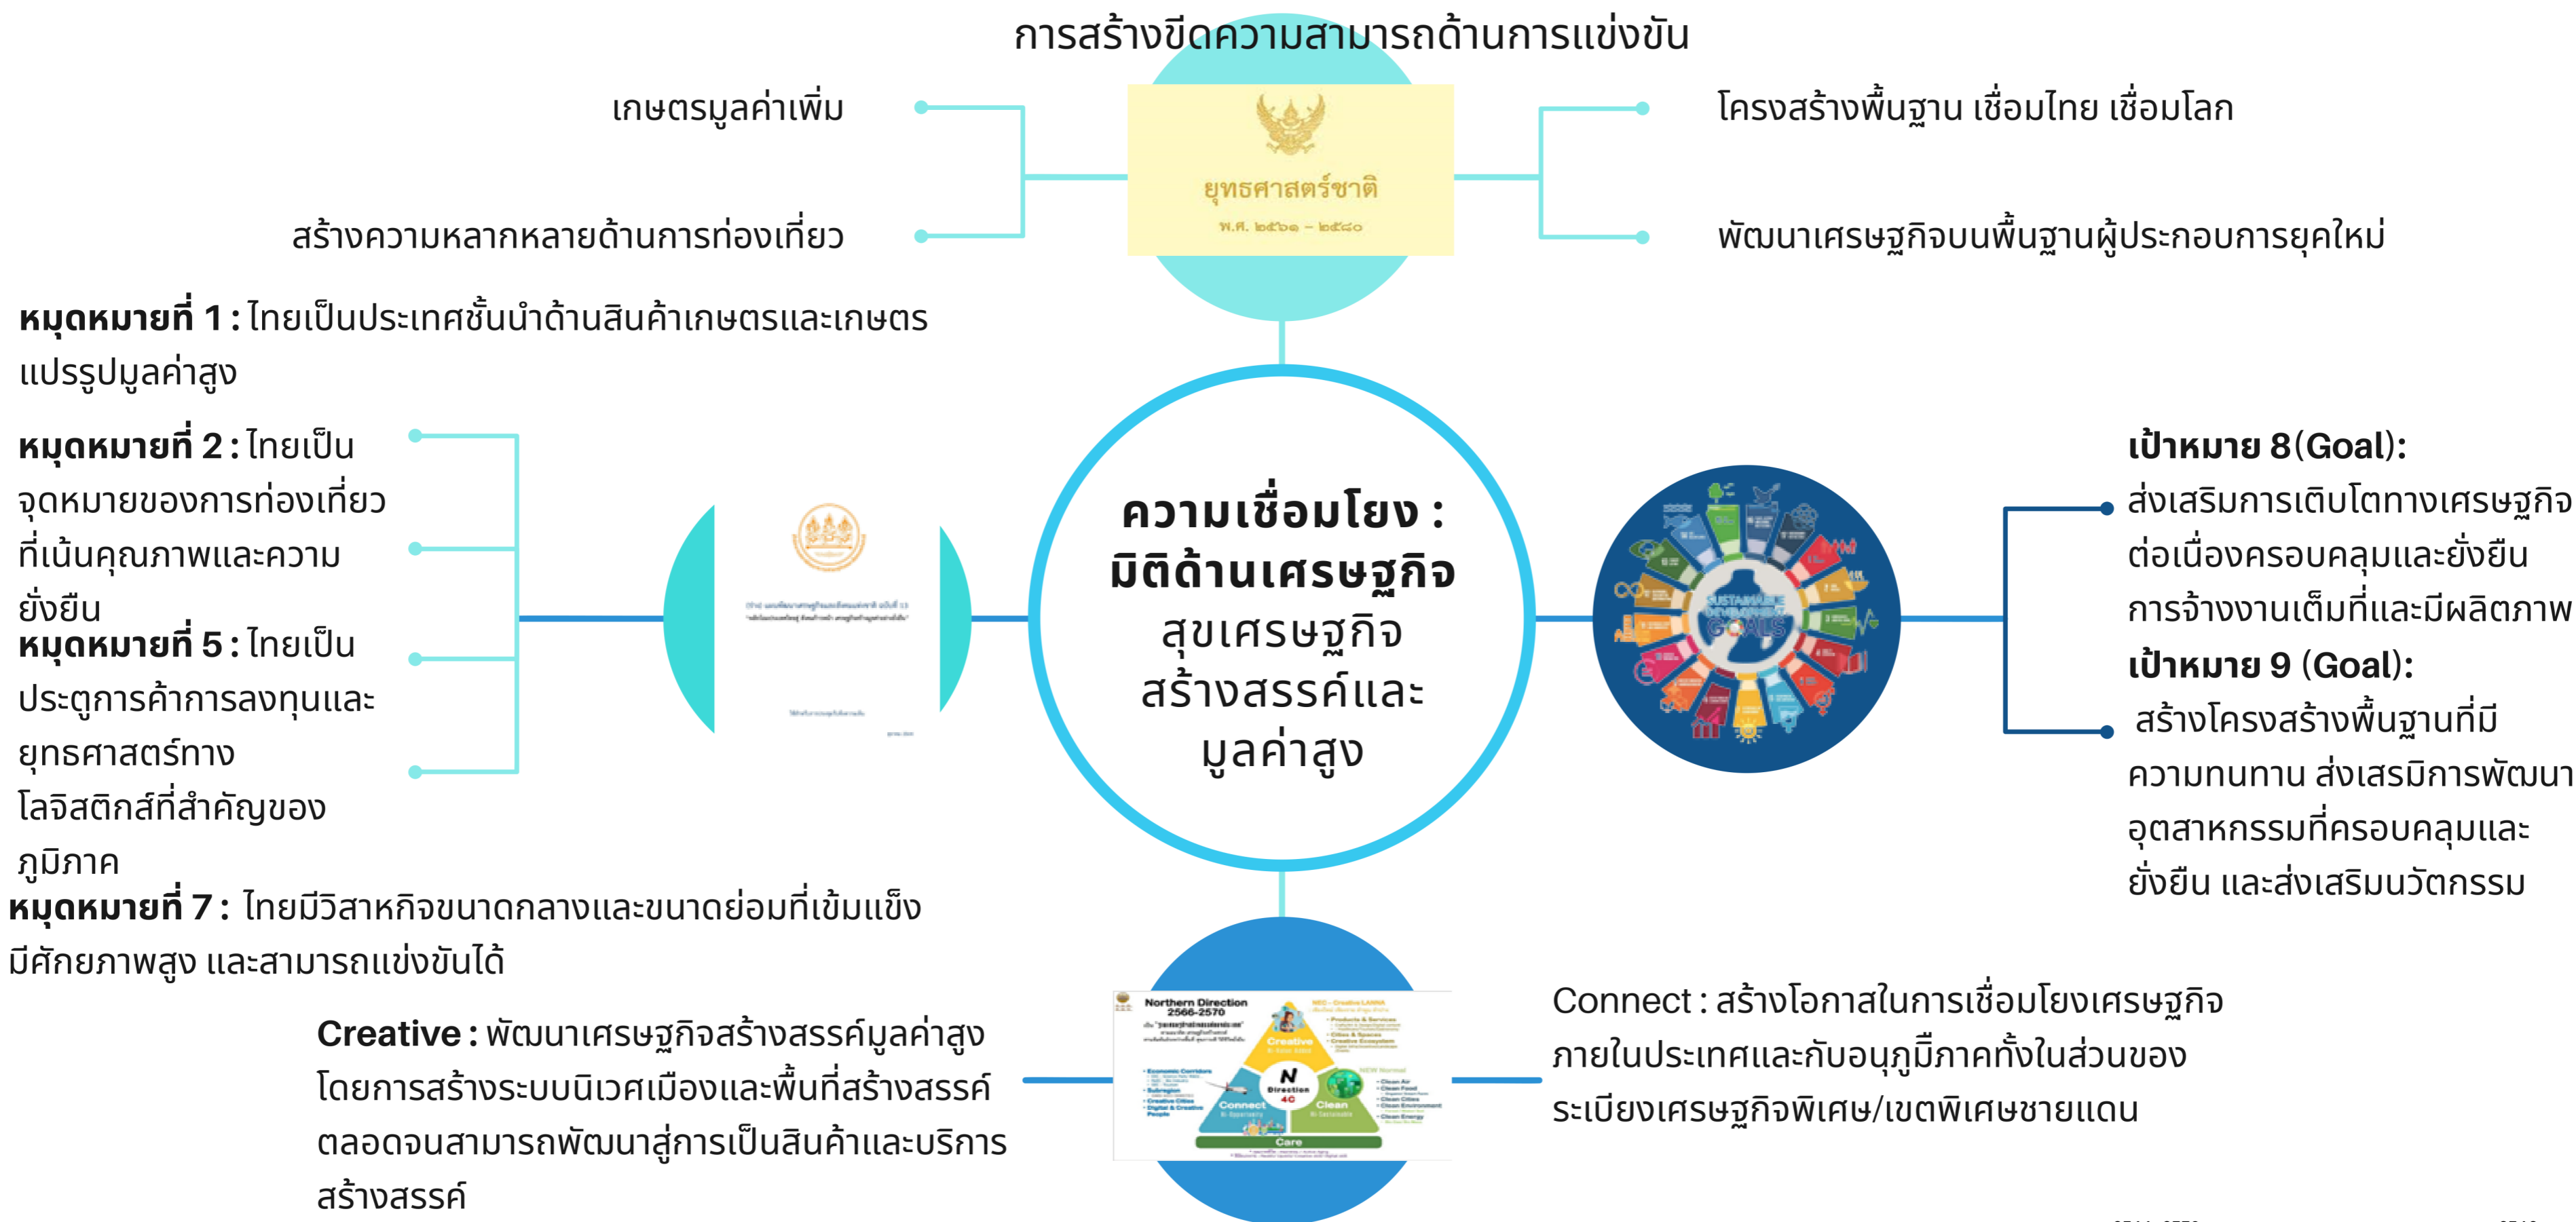 การสร้างขีดความสามารถด้านการแข่งขัน
เกษตรมูลค่าเพิ่ม
สร้างความหลากหลายด้านการท่องเที่ยว
ยุทธศาสตร์ชาติ
พ.ศ. ๒๕๖๑ – ๒๕๘๐
โครงสร้างพื้นฐาน เชื่อมไทย เชื่อมโลก
พัฒนาเศรษฐกิจบนพื้นฐานผู้ประกอบการยุคใหม่
หมุดหมายที่ 1 : ไทยเป็นประเทศชั้นนำด้านสินค้าเกษตรและเกษตร
แปรรูปมูลค่าสูง
หมุดหมายที่ 2 : ไทยเป็น
จุดหมายของการท่องเที่ยว
ที่เน้นคุณภาพและความ
ยั่งยืน
หมุดหมายที่ 5 : ไทยเป็น
ประตูการค้าการลงทุนและ
ยุทธศาสตร์ทาง
โลจิสติกส์ที่สำคัญของ
ภูมิภาค
หมุดหมายที่ 7 : ไทยมีวิสาหกิจขนาดกลางและขนาดย่อมที่เข้มแข็ง
มีศักยภาพสูง และสามารถแข่งขันได้
ความเชื่อมโยง :
มิติด้านเศรษฐกิจ
สุขเศรษฐกิจ
สร้างสรรค์และ
มูลค่าสูง
SUSTAINABLE
DEVELOPMENT
GOALS
เป้าหมาย 8(Goal):
ส่งเสริมการเติบโตทางเศรษฐกิจ
ต่อเนื่องครอบคลุมและยั่งยืน
การจ้างงานเต็มที่และมีผลิตภาพ
เป้าหมาย 9 (Goal):
สร้างโครงสร้างพื้นฐานที่มี
ความทนทาน ส่งเสรมิการพัฒนา
อุตสาหกรรมที่ครอบคลุมและ
ยั่งยืน และส่งเสริมนวัตกรรม
Creative : พัฒนาเศรษฐกิจสร้างสรรค์มูลค่าสูง
โดยการสร้างระบบนิเวศเมืองและพื้นที่สร้างสรรค์
ตลอดจนสามารถพัฒนาสู่การเป็นสินค้าและบริการ
สร้างสรรค์
Northern Direction
2566-2570
NEC – Creative LANNA
• Products & Services
• Cities & Spaces
• Creative Ecosystem
Creative
• Economic Corridors
• Subregion
• Creative Cities
• Digital & Creative
People
N
Direction
4C
NEW Normal
• Clean Air
• Clean Food
• Clean Cities
• Clean Environment
• Clean Energy
Connect
Clean
Care
Connect : สร้างโอกาสในการเชื่อมโยงเศรษฐกิจ
ภายในประเทศและกับอนุภูมิิภาคทั้งในส่วนของ
ระเบียงเศรษฐกิจพิเศษ/เขตพิเศษชายแดน